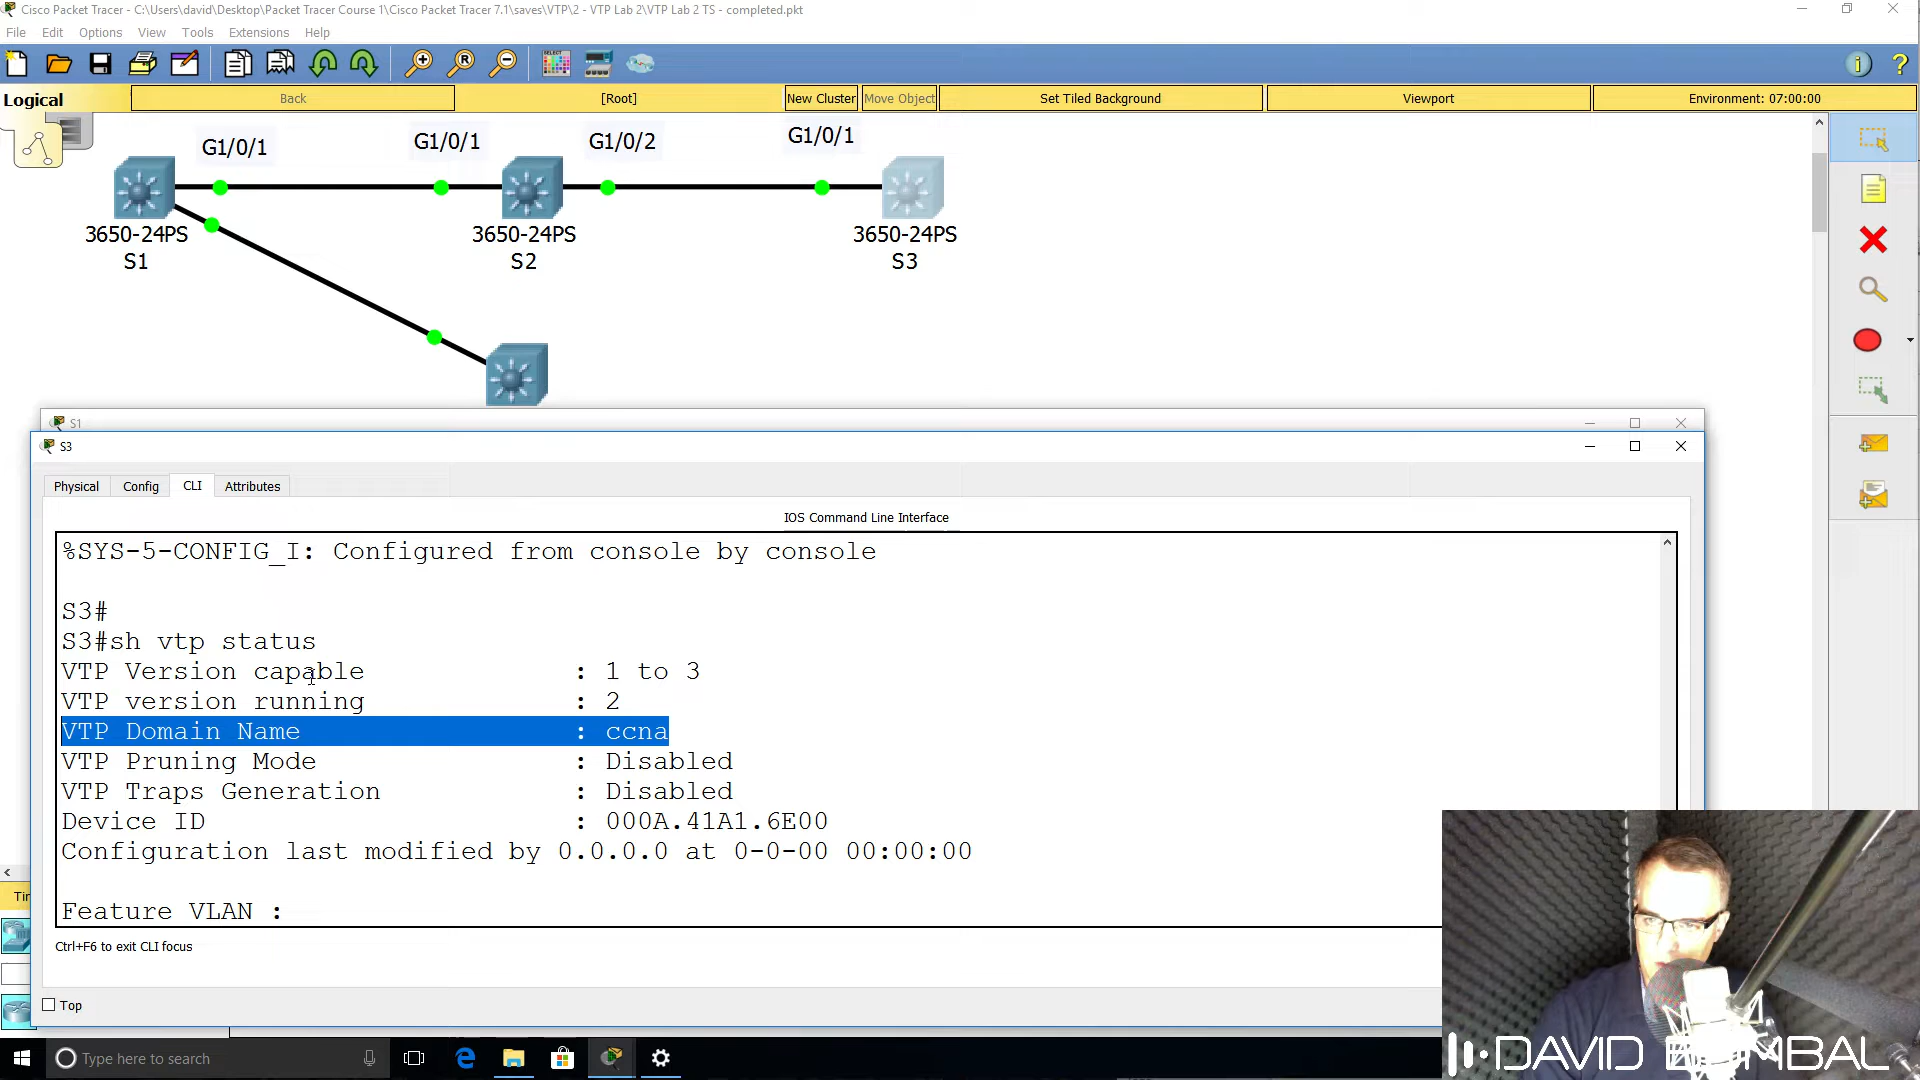 Cisco Packet Tracer - C:\Users\david\Desktop\Packet Tracer Course 1\Cisco Packet Tracer 7.1\saves\VTP\2 - VTP Lab 2\VTP Lab 2 TS - completed.pkt
File Edit Options View Tools Extensions Help
Logical Back [Root] New Cluster Move Object Set Tiled Background Viewport Environment: 07:00:00
G1/0/1 G1/0/1 G1/0/2 G1/0/1
3650-24PS 3650-24PS 3650-24PS
S1 S2 S3
S1
S3
Physical Config CLI Attributes
IOS Command Line Interface
%SYS-5-CONFIG_I: Configured from console by console
S3#
S3#sh vtp status
VTP Version capable : 1 to 3
VTP version running : 2
VTP Domain Name : ccna
VTP Pruning Mode : Disabled
VTP Traps Generation : Disabled
Device ID : 000A.41A1.6E00
Configuration last modified by 0.0.0.0 at 0-0-00 00:00:00
Feature VLAN :
Ctrl+F6 to exit CLI focus
Top
Type here to search
DAVID